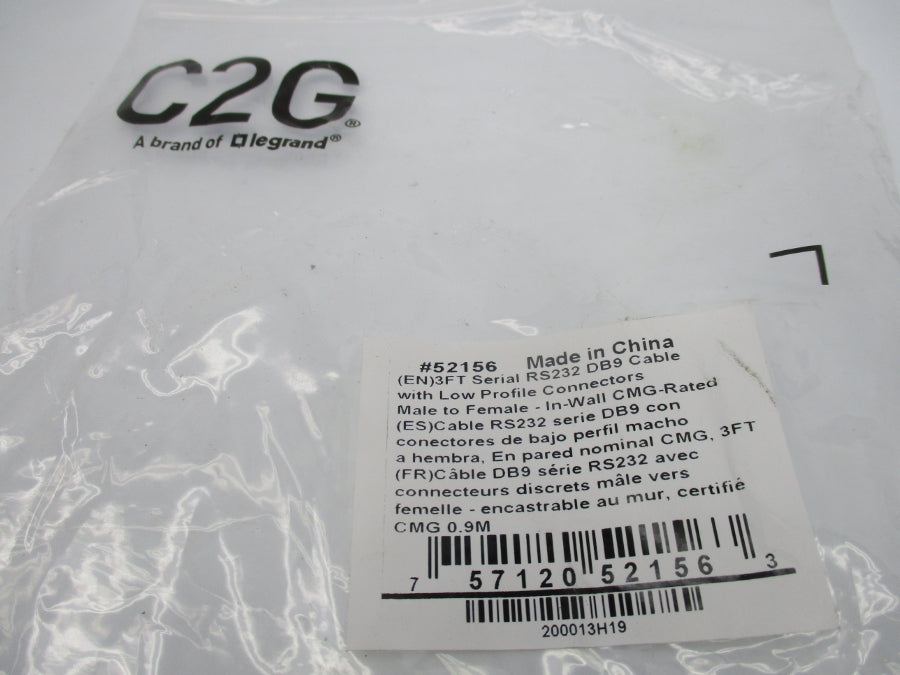 C2G®
A brand of legrand®
#52156 Made in China
(EN)3FT Serial RS232 DB9 Cable
with Low Profile Connectors
Male to Female - In-Wall CMG-Rated
(ES)Cable RS232 serie DB9 con
conectores de bajo perfil macho
a hembra, En pared nominal CMG, 3FT
(FR)Câble DB9 série RS232 avec
connecteurs discrets mâle vers
femelle - encastrable au mur, certifié
CMG 0.9M
7 57120 52156 3
200013H19